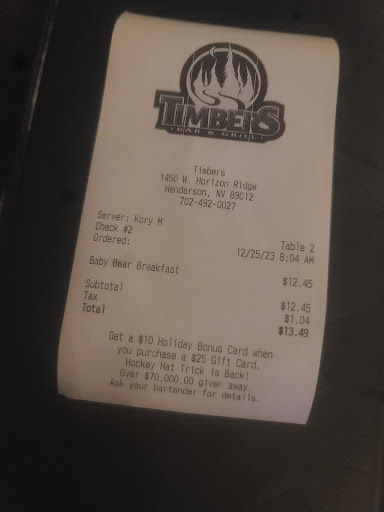 TIMBERS
BAR & GRILL
Timbers
1450 W. Horizon Ridge
Henderson, NV 89012
702-492-0027
Server: Kory M
Table 2
Check #2
12/25/23 8:04 AM
Ordered:
Baby Bear Breakfast $12.45
Subtotal $12.45
Tax $1.04
Total $13.49
Get a $10 Holiday Bonus Card when
you purchase a $25 Gift Card.
Hockey Hat Trick is Back!
Over $70,000.00 given away.
Ask your bartender for details.